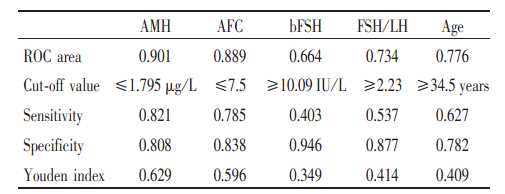 AMH AFC bFSH FSH/LH Age
ROC area 0.901 0.889 0.664 0.734 0.776
Cut-off value ⩽1.795 μg/L ⩽7.5 ⩾10.09 IU/L ⩾2.23 ⩾34.5 years
Sensitivity 0.821 0.785 0.403 0.537 0.627
Specificity 0.808 0.838 0.946 0.877 0.782
Youden index 0.629 0.596 0.349 0.414 0.409